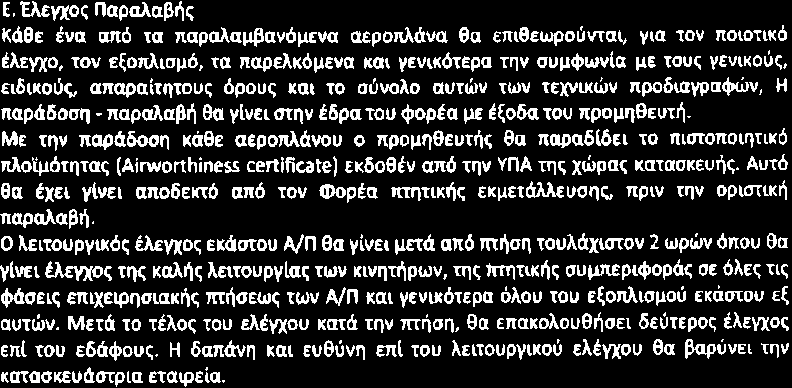 Ε. Έλεγχος Παραλαβής
Κάθε ένα από τα παραλαμβανόμενα αεροπλάνα θα επιθεωρούνται, για τον ποιοτικό
έλεγχο, τον εξοπλισμό, τα παρελκόμενα και γενικότερα την συμφωνία με τους γενικούς,
ειδικούς, απαραίτητους όρους και το σύνολο αυτών των τεχνικών προδιαγραφών, Η
παράδοση - παραλαβή θα γίνει στην έδρα του φορέα με έξοδα του προμηθευτή.
Με την παράδοση κάθε αεροπλάνου ο προμηθευτής θα παραδίδει το πιστοποιητικό
πλοϊμότητας (Airworthiness certificate) εκδοθέν από την ΥΠΑ της χώρας κατασκευής. Αυτό
θα έχει γίνει αποδεκτό από τον Φορέα πτητικής εκμετάλλευσης, πριν την οριστική
παραλαβή.
Ο λειτουργικός έλεγχος εκάστου Α/Π θα γίνει μετά από πτήση τουλάχιστον 2 ωρών όπου θα
γίνει έλεγχος της καλής λειτουργίας των κινητήρων, της πτητικής συμπεριφοράς σε όλες τις
φάσεις επιχειρησιακής πτήσεως των Α/Π και γενικότερα όλου του εξοπλισμού εκάστου εξ
αυτών. Μετά το τέλος του ελέγχου κατά την πτήση, θα επακολουθήσει δεύτερος έλεγχος
επί του εδάφους. Η δαπάνη και ευθύνη επί του λειτουργικού ελέγχου θα βαρύνει την
κατασκευάστρια εταιρεία.